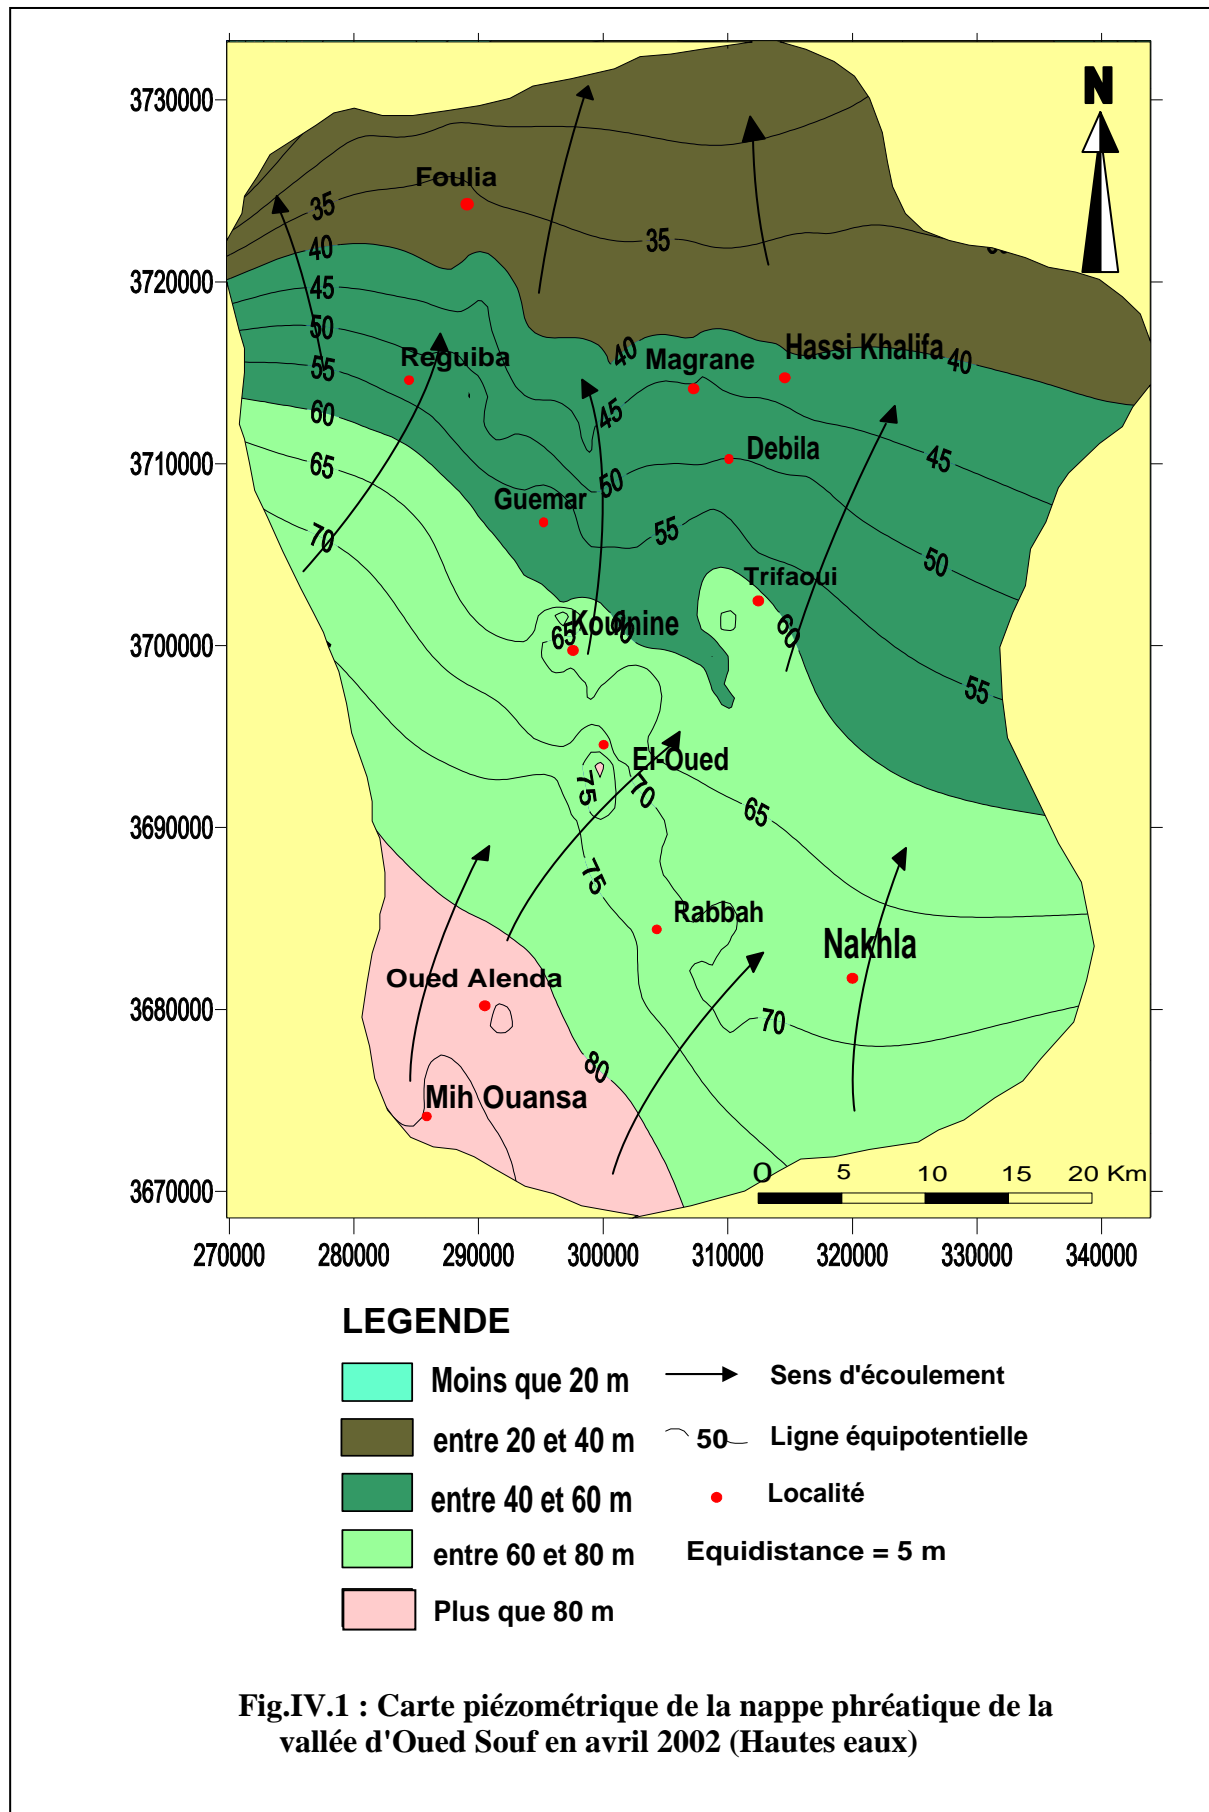 N
3730000
Foulia
35
35
40
3720000
45
50
40
Hassi Khalifa
Reguiba
Magrane
40
55
60
45
Debila
45
65
3710000
50
Guemar
70
55
50
Trifaoui
60
Kouinine
65
60
3700000
55
El-Oued
75
70
65
3690000
75
Rabbah
Nakhla
Oued Alenda
3680000
70
80
Mih Ouansa
0 5 10 15 20 Km
3670000
270000 280000 290000 300000 310000 320000 330000 340000
LEGENDE
Moins que 20 m
Sens d'écoulement
entre 20 et 40 m
50
Ligne équipotentielle
entre 40 et 60 m
Localité
entre 60 et 80 m
Equidistance = 5 m
Plus que 80 m
Fig.IV.1 : Carte piézométrique de la nappe phréatique de la
vallée d'Oued Souf en avril 2002 (Hautes eaux)